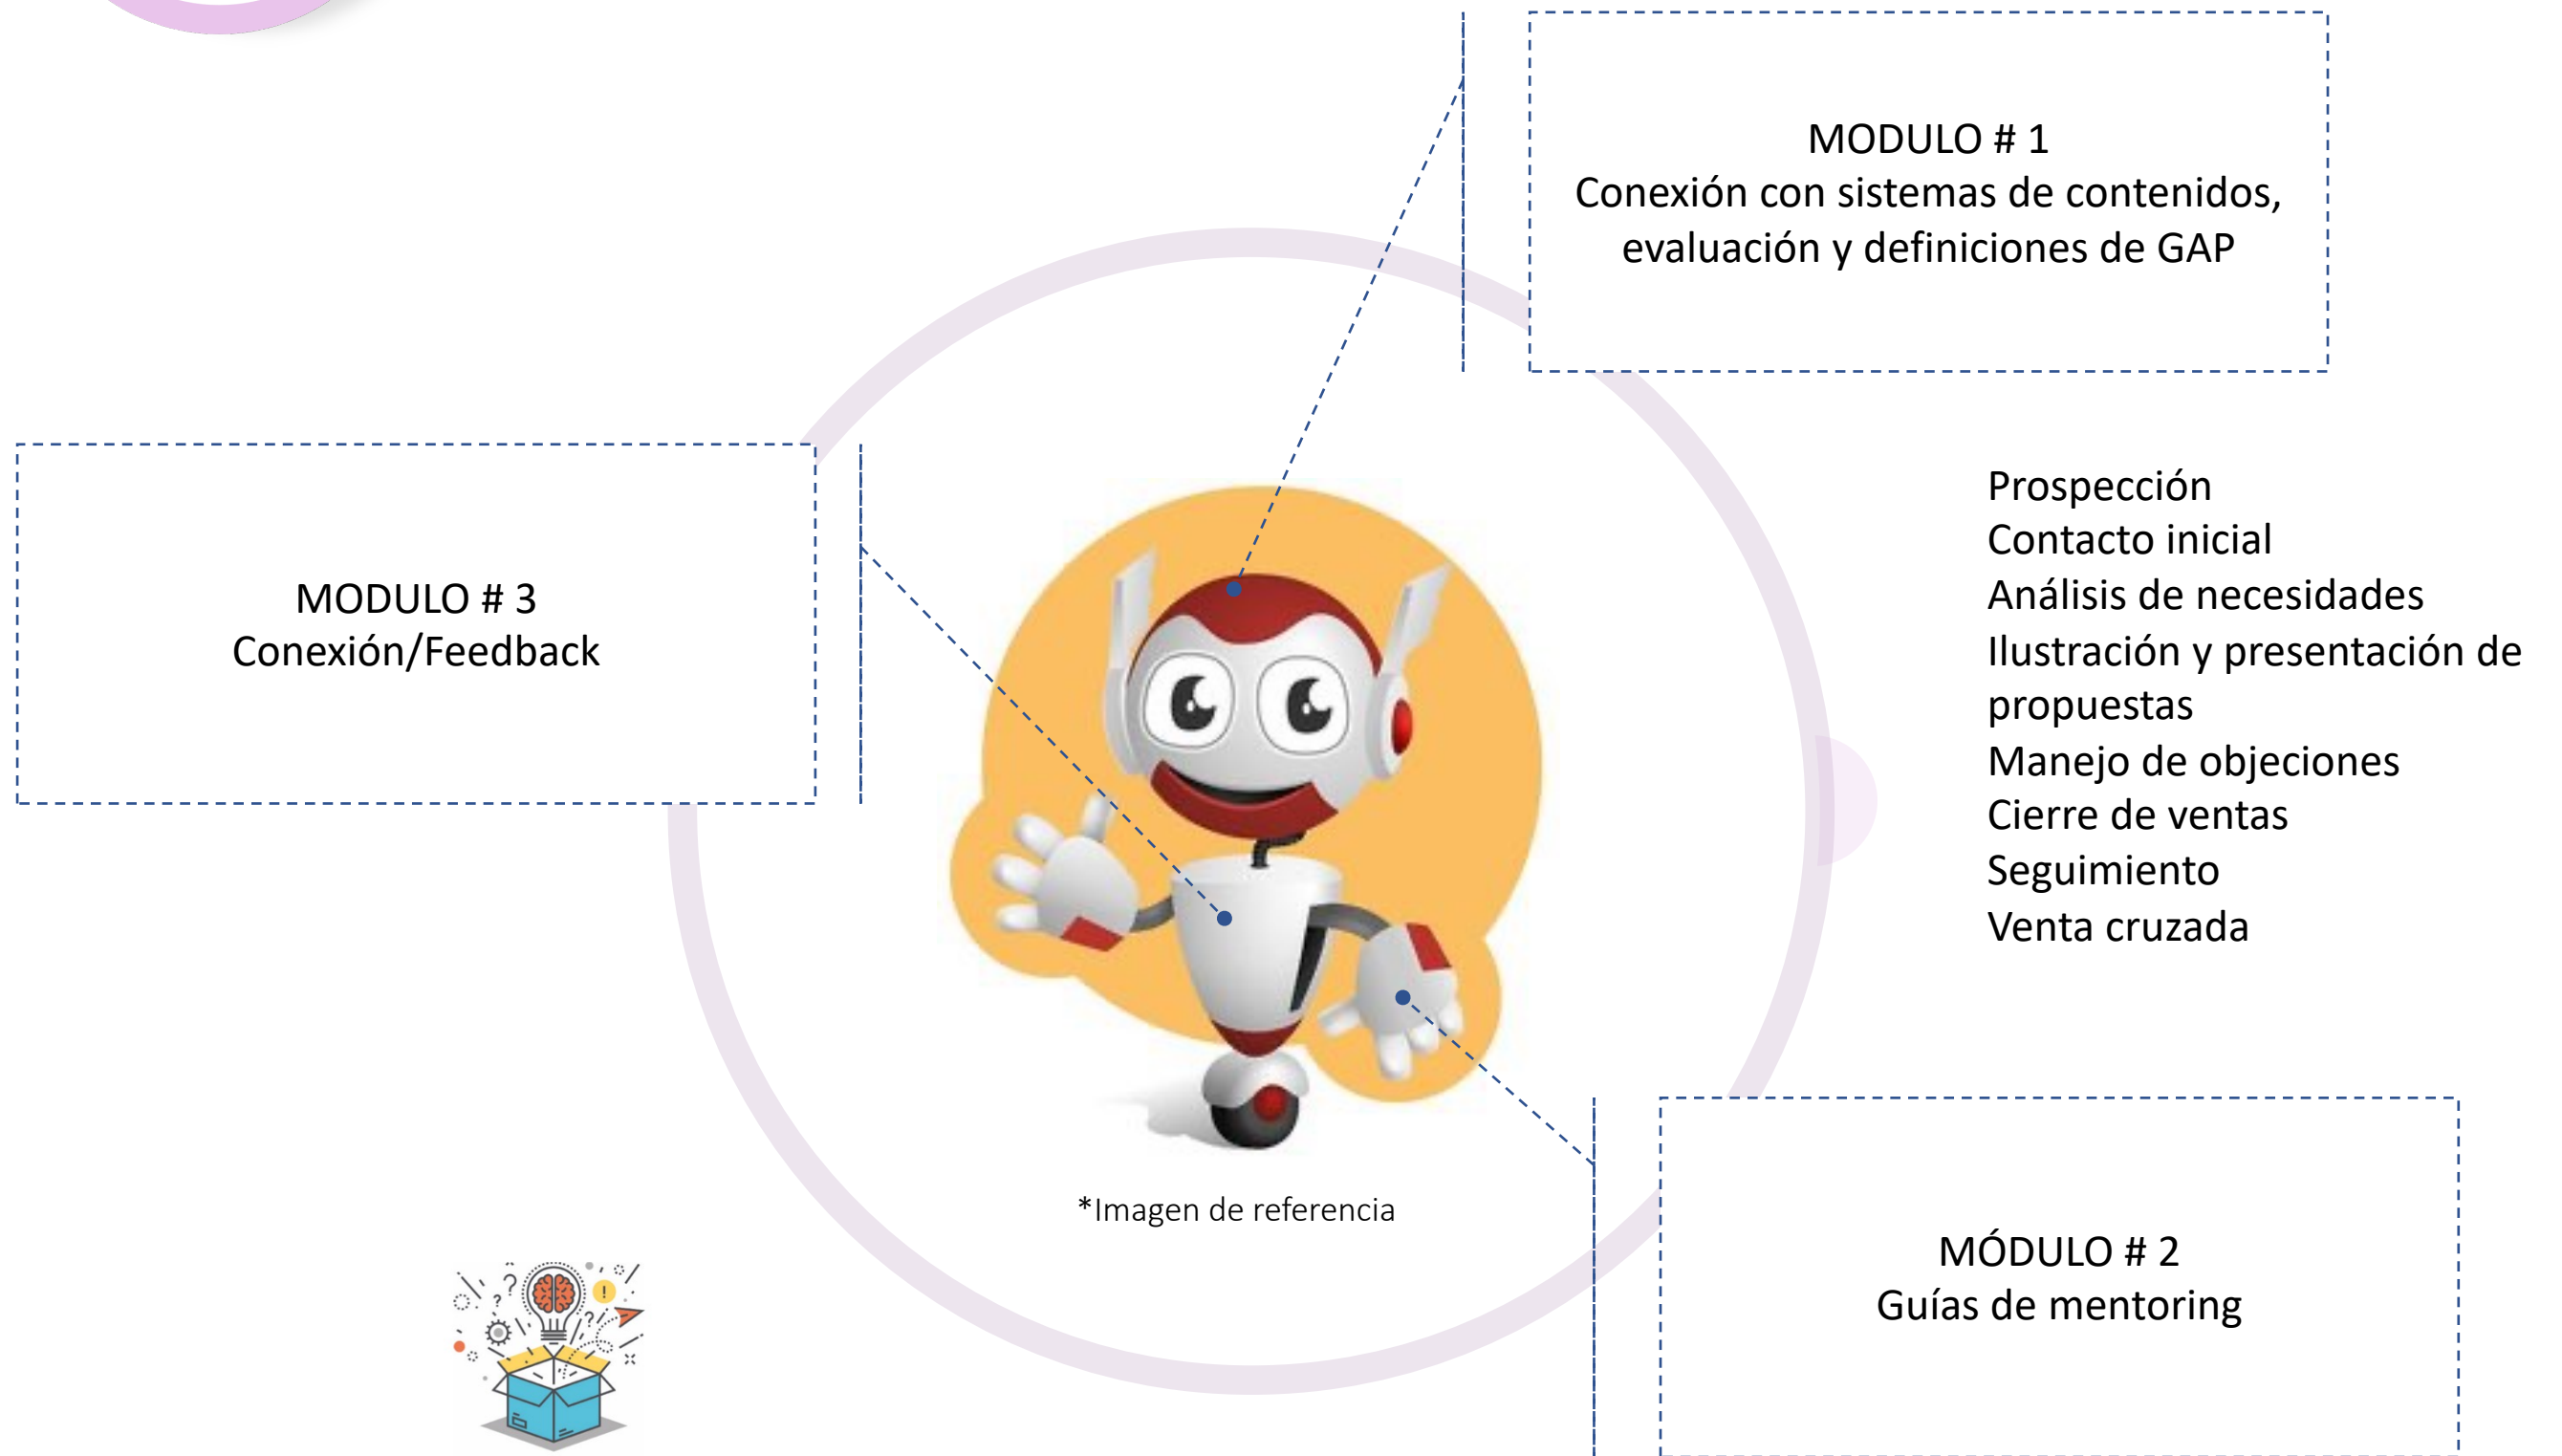 MODULO # 1
Conexión con sistemas de contenidos,
evaluación y definiciones de GAP
Prospección
Contacto inicial
Análisis de necesidades
Ilustración y presentación de
propuestas
Manejo de objeciones
Cierre de ventas
Seguimiento
Venta cruzada
MODULO # 3
Conexión/Feedback
*Imagen de referencia
MÓDULO # 2
Guías de mentoring